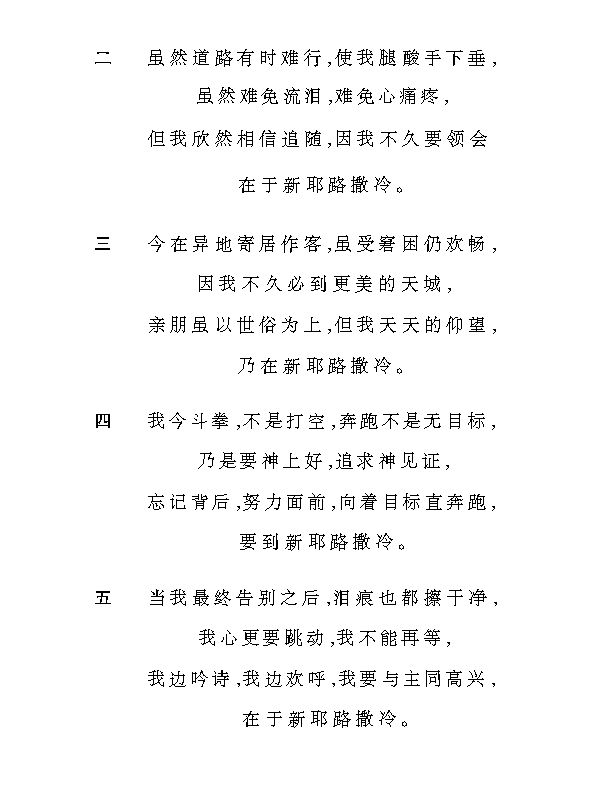 二 虽然道路有时难行,使我腿酸手下垂,
虽然难免流泪,难免心痛疼,
但我欣然相信追随,因我不久要领会
在于新耶路撒冷。
三 今在异地寄居作客,虽受窘困仍欢畅,
因我不久必到更美的天城,
亲朋虽以世俗为上,但我天天的仰望,
乃在新耶路撒冷。
四 我今斗拳,不是打空,奔跑不是无目标,
乃是要神上好,追求神见证,
忘记背后,努力面前,向着目标直奔跑,
要到新耶路撒冷。
五 当我最终告别之后,泪痕也都擦干净,
我心更要跳动,我不能再等,
我边吟诗,我边欢呼,我要与主同高兴,
在于新耶路撒冷。